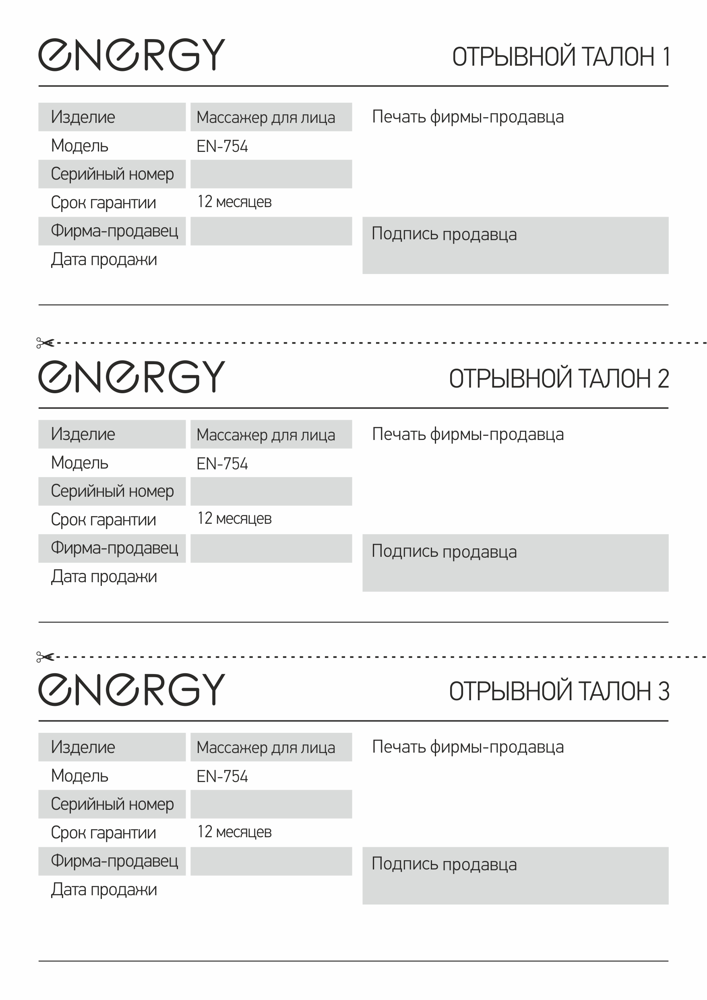 eNeRGY
ОТРЫВНОЙ ТАЛОН 1
Изделие Массажер для лица Печать фирмы-продавца
Модель EN-754
Серийный номер
Срок гарантии 12 месяцев
Фирма-продавец Подпись продавца
Дата продажи
eNeRGY
ОТРЫВНОЙ ТАЛОН 2
Изделие Массажер для лица Печать фирмы-продавца
Модель EN-754
Серийный номер
Срок гарантии 12 месяцев
Фирма-продавец Подпись продавца
Дата продажи
eNeRGY
ОТРЫВНОЙ ТАЛОН 3
Изделие Массажер для лица Печать фирмы-продавца
Модель EN-754
Серийный номер
Срок гарантии 12 месяцев
Фирма-продавец Подпись продавца
Дата продажи